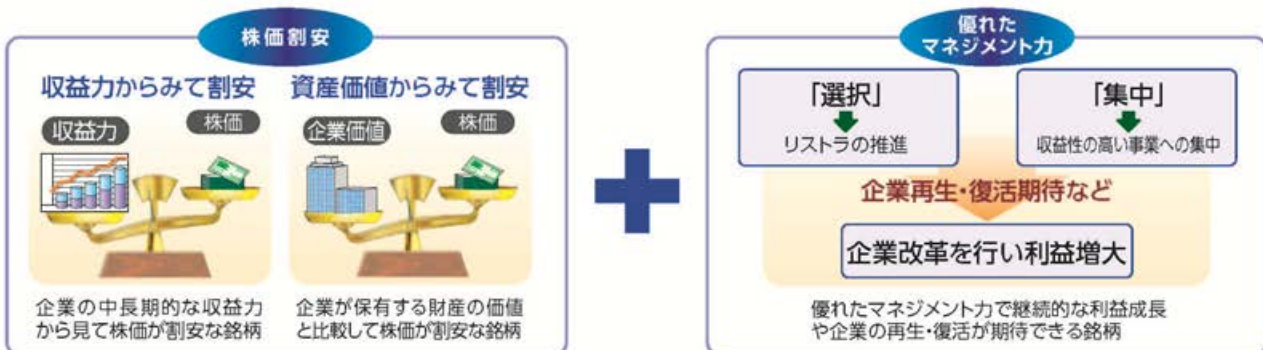 株価割安
収益力からみて割安
収益力
株価
企業の中長期的な収益力
から見て株価が割安な銘柄
資産価値からみて割安
企業価値
株価
企業が保有する財産の価値
と比較して株価が割安な銘柄
優れた
マネジメント力
「選択」
リストラの推進
「集中」
収益性の高い事業への集中
企業再生・復活期待など
企業改革を行い利益増大
優れたマネジメント力で継続的な利益成長
や企業の再生・復活が期待できる銘柄